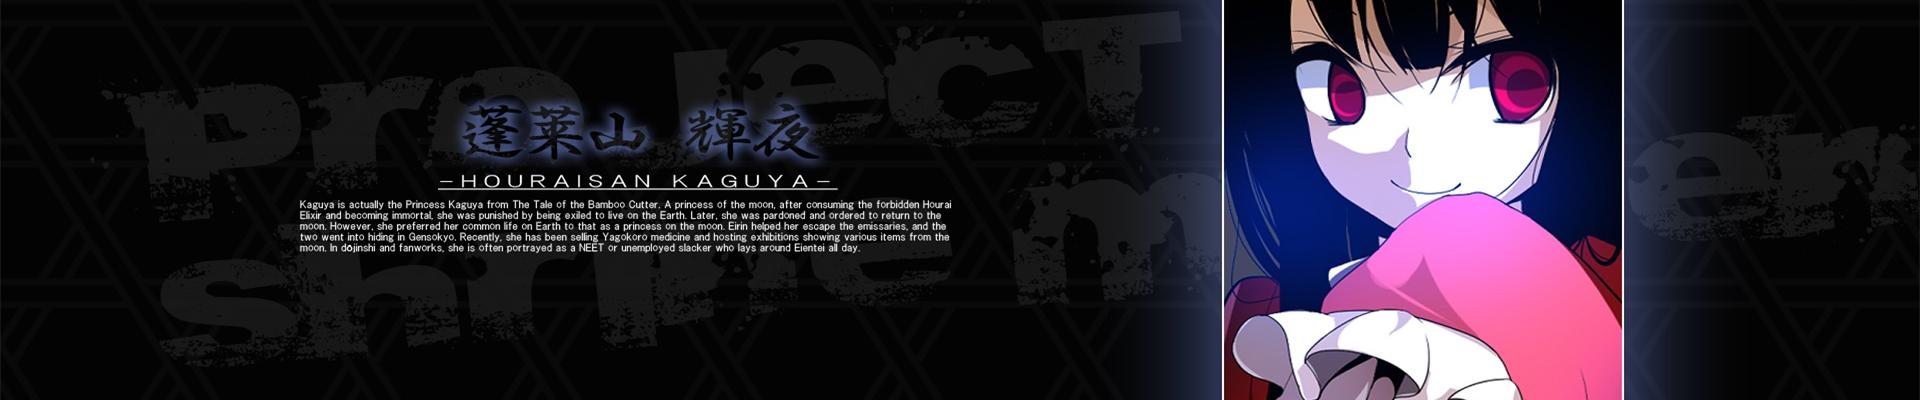 Project
shrine maiden
蓬莱山 輝夜
-HOURAISAN KAGUYA-
Kaguya is actually the Princess Kaguya from The Tale of the Bamboo Cutter. A princess of the moon, after consuming the forbidden Hourai
Elixir and becoming immortal, she was punished by being exiled to live on the Earth. Later, she was pardoned and ordered to return to the
moon. However, she preferred her common life on Earth to that as a princess on the moon. Eirin helped her escape the emissaries, and the
two went into hiding in Gensokyo. Recently, she has been selling Yagokoro medicine and hosting exhibitions showing various items from the
moon. In dojinshi and fanworks, she is often portrayed as a NEET or unemployed slacker who lays around Eientei all day.